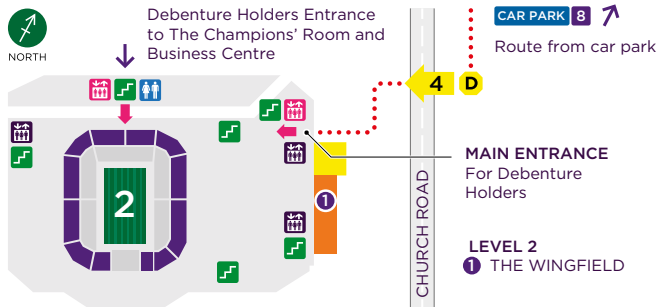 Debenture Holders Entrance
to The Champions’ Room and
Business Centre
NORTH
CAR PARK 8
Route from car park
4 D
2
1
MAIN ENTRANCE
For Debenture
Holders
CHURCH ROAD
LEVEL 2
1 THE WINGFIELD